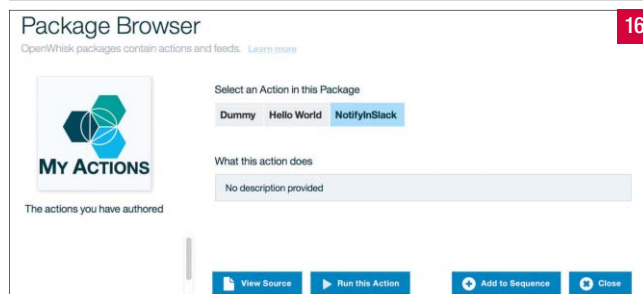 Package Browser
16
OpenWhisk packages contain actions and feeds. Learn more
Select an Action in this Package
Dummy Hello World NotifyInSlack
MY ACTIONS
What this action does
No description provided
The actions you have authored
View Source Run this Action Add to Sequence Close